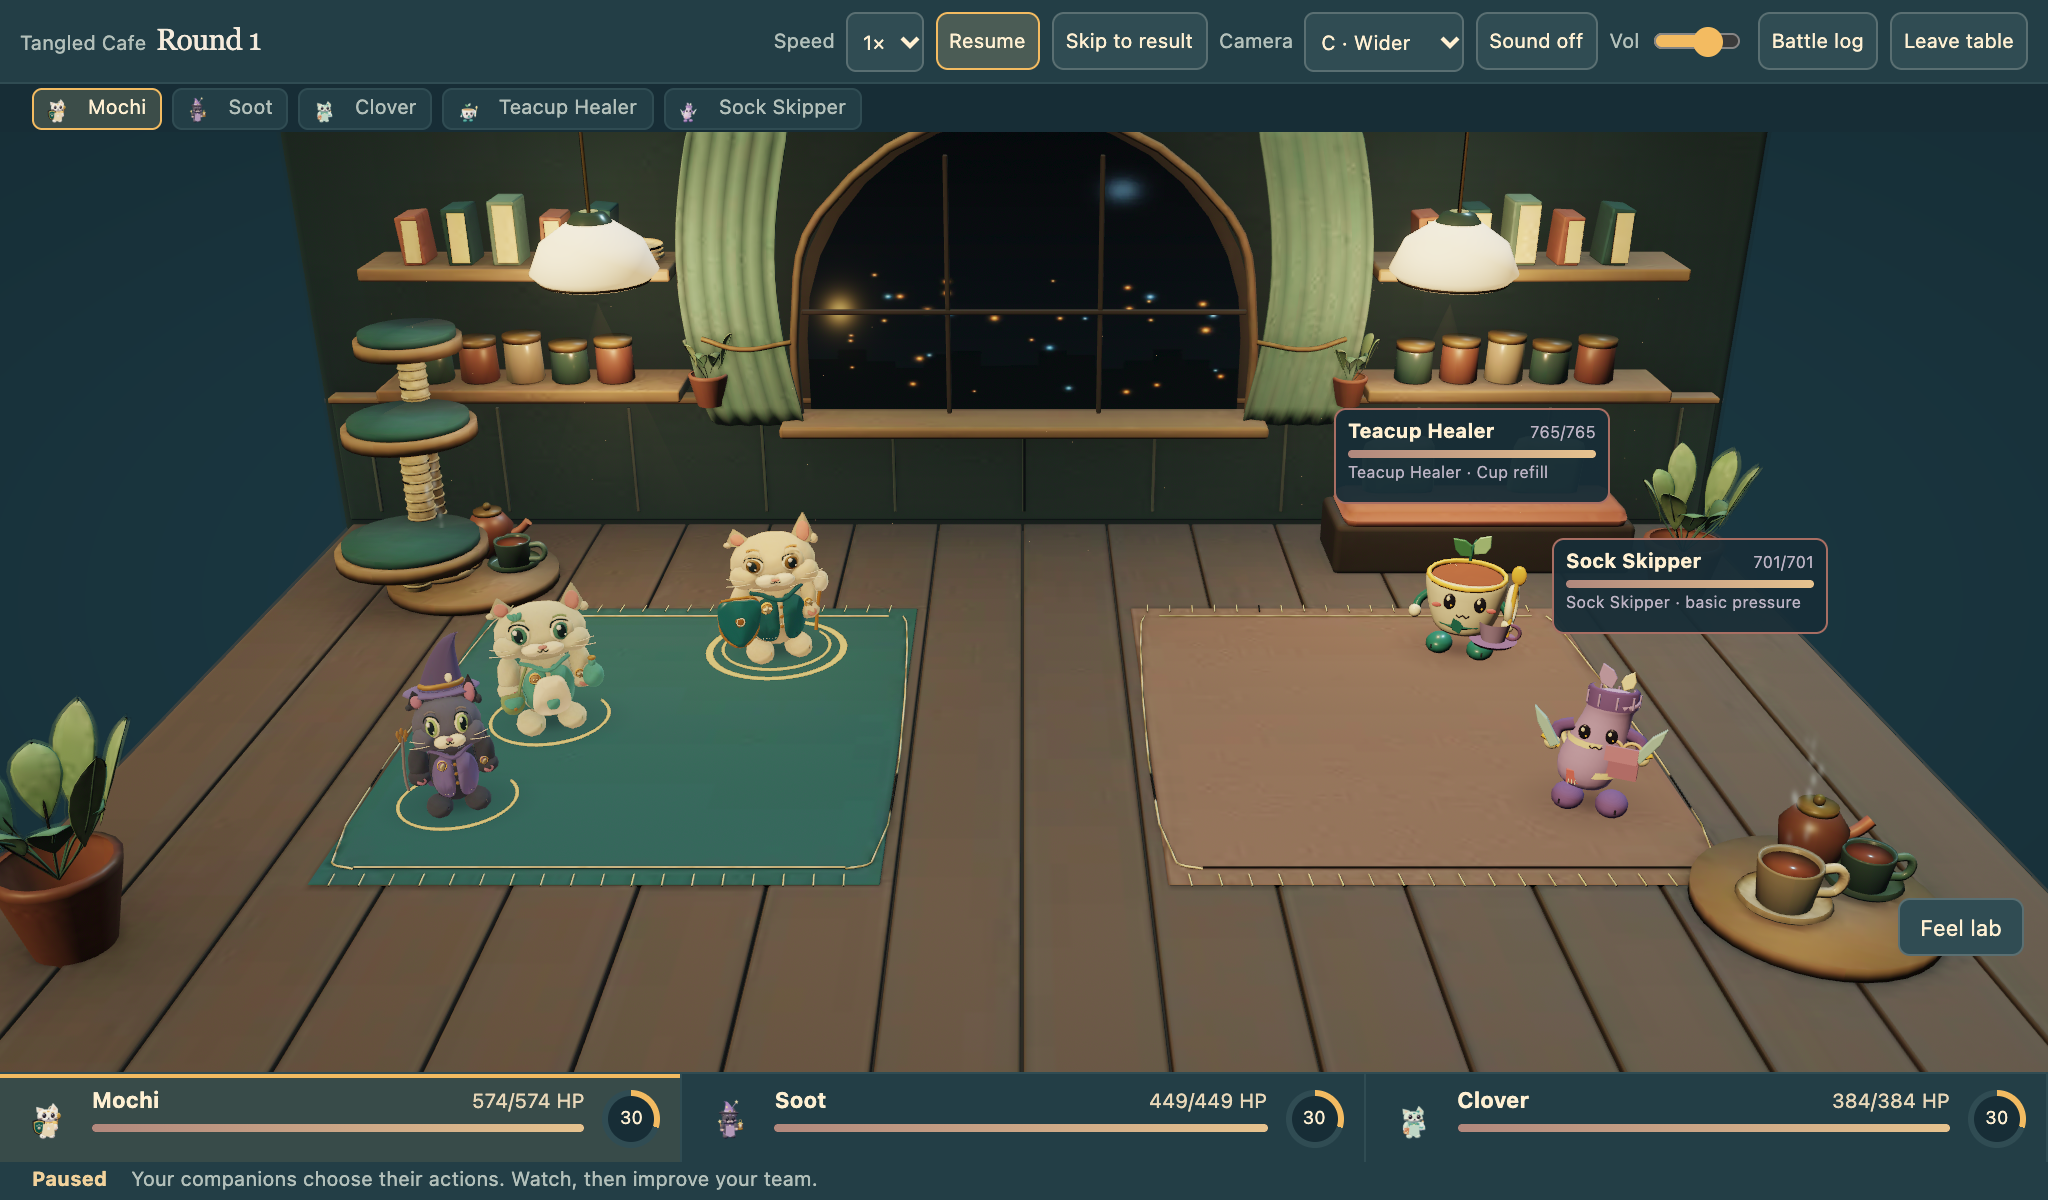 Tangled Cafe Round 1
Speed 1x Resume Skip to result Camera C · Wider Sound off Vol Battle log Leave table
Mochi Soot Clover Teacup Healer Sock Skipper
Teacup Healer 765/765
Teacup Healer · Cup refill
Sock Skipper 701/701
Sock Skipper · basic pressure
Feel lab
Mochi 574/574 HP 30
Soot 449/449 HP 30
Clover 384/384 HP 30
Paused Your companions choose their actions. Watch, then improve your team.